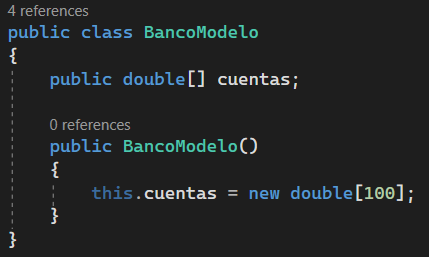 4 references
public class BancoModelo
{
public double[] cuentas;
0 references
public BancoModelo()
{
this.cuentas = new double[100];
}
}